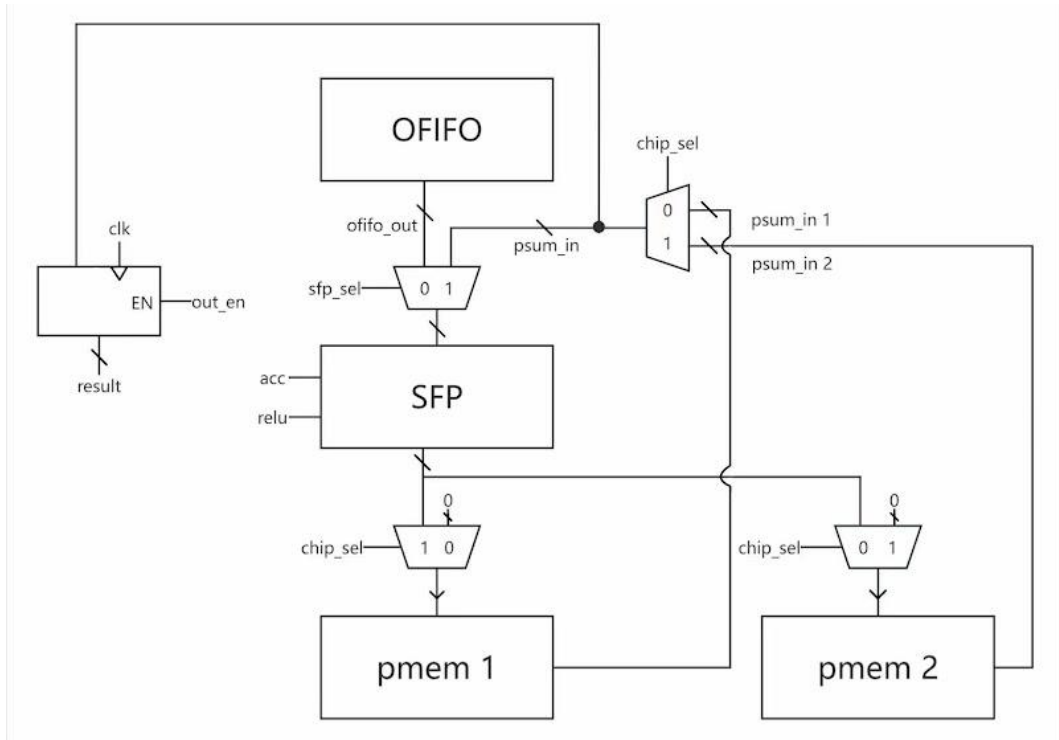 OFIFO
chip_sel
0
psum_in 1
clk
ofifo_out
psum_in
1
psum_in 2
sfp_sel
0 1
EN
out_en
result
acc
SFP
relu
0
0
chip_sel
1 0
chip_sel
0 1
pmem 1
pmem 2